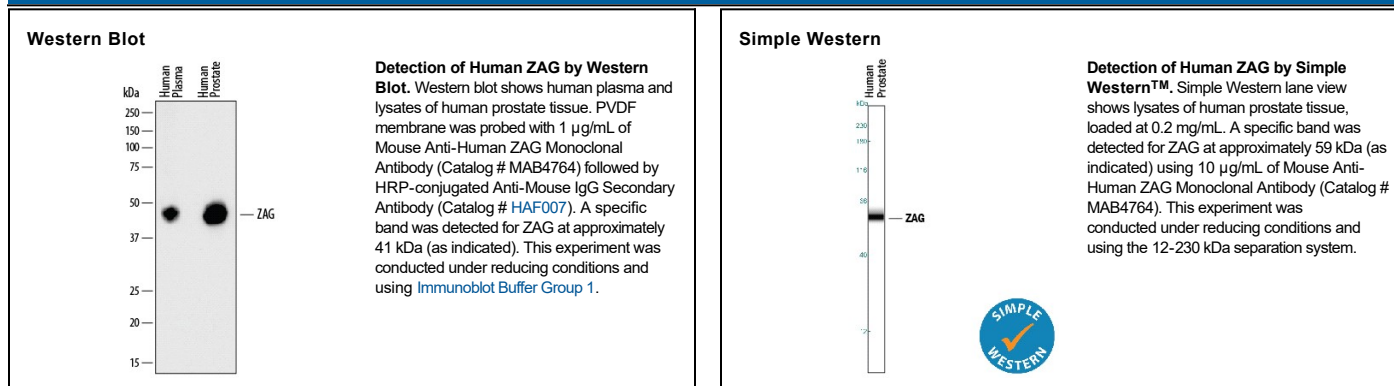 Western Blot
Human
Plasma
Human
Prostate
kDa
250
150
100
75
50
37
25
20
15
ZAG
Detection of Human ZAG by Western
Blot. Western blot shows human plasma and
lysates of human prostate tissue. PVDF
membrane was probed with 1 µg/mL of
Mouse Anti-Human ZAG Monoclonal
Antibody (Catalog # MAB4764) followed by
HRP-conjugated Anti-Mouse IgG Secondary
Antibody (Catalog # HAF007). A specific
band was detected for ZAG at approximately
41 kDa (as indicated). This experiment was
conducted under reducing conditions and
using Immunoblot Buffer Group 1.
Simple Western
Human
Prostate
kDa
230
180
116
66
40
12
ZAG
SIMPLE
WESTERN
Detection of Human ZAG by Simple
Western™. Simple Western lane view
shows lysates of human prostate tissue,
loaded at 0.2 mg/mL. A specific band was
detected for ZAG at approximately 59 kDa (as
indicated) using 10 µg/mL of Mouse Anti-
Human ZAG Monoclonal Antibody (Catalog #
MAB4764). This experiment was
conducted under reducing conditions and
using the 12-230 kDa separation system.